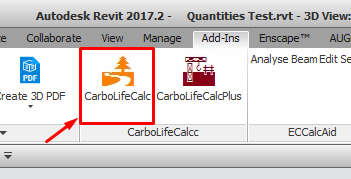 Autodesk Revit 2017.2 - Quantities Test.rvt - 3D View:
Collaborate View Manage Add-Ins Enscape™ AUG
PDF
Create 3D PDF CarboLifeCalc CarboLifeCalcPlus Analyse Beam Edit Se
CarboLifeCalcc ECCalcAid